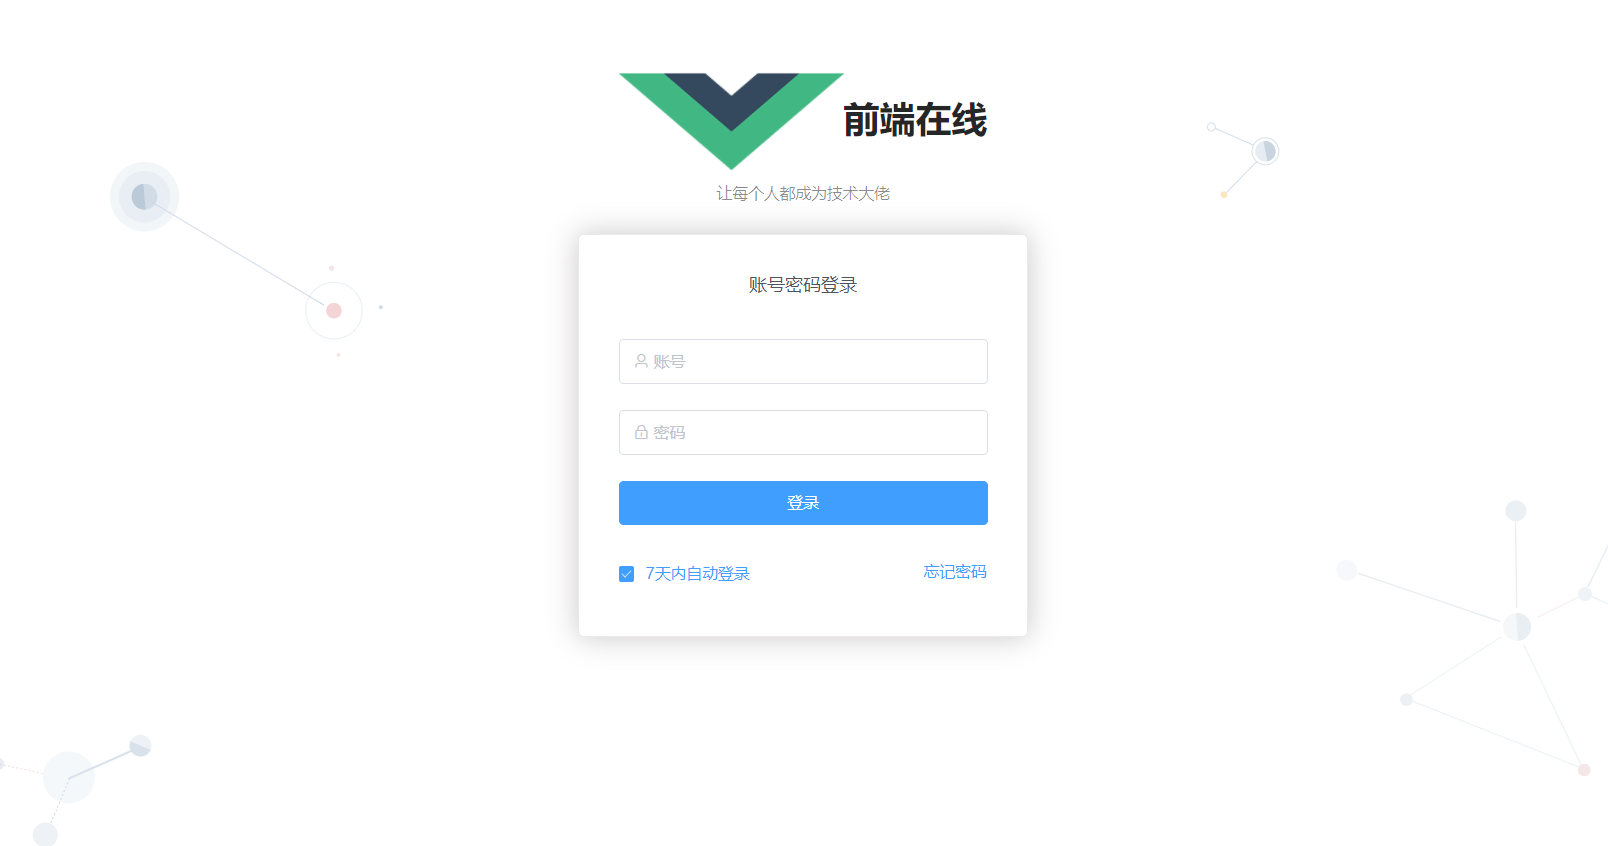 前端在线
让每个人都成为技术大佬
账号密码登录
账号
密码
登录
7天内自动登录 忘记密码